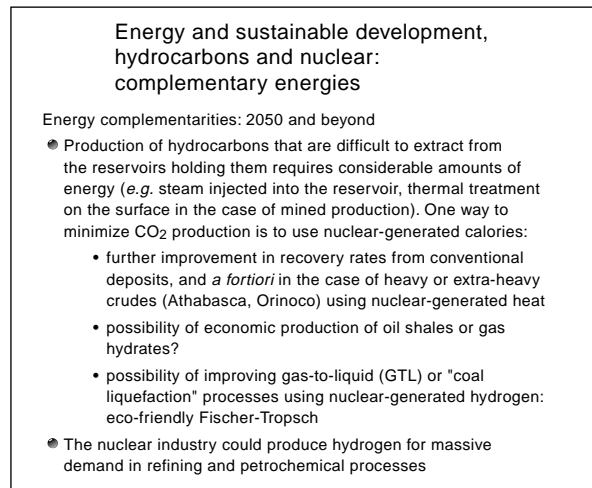 Energy and sustainable development,
hydrocarbons and nuclear:
complementary energies
Energy complementarities: 2050 and beyond
Production of hydrocarbons that are difficult to extract from
the reservoirs holding them requires considerable amounts of
energy (e.g. steam injected into the reservoir, thermal treatment
on the surface in the case of mined production). One way to
minimize CO2 production is to use nuclear-generated calories:
• further improvement in recovery rates from conventional
deposits, and a fortiori in the case of heavy or extra-heavy
crudes (Athabasca, Orinoco) using nuclear-generated heat
• possibility of economic production of oil shales or gas
hydrates?
• possibility of improving gas-to-liquid (GTL) or "coal
liquefaction" processes using nuclear-generated hydrogen:
eco-friendly Fischer-Tropsch
The nuclear industry could produce hydrogen for massive
demand in refining and petrochemical processes